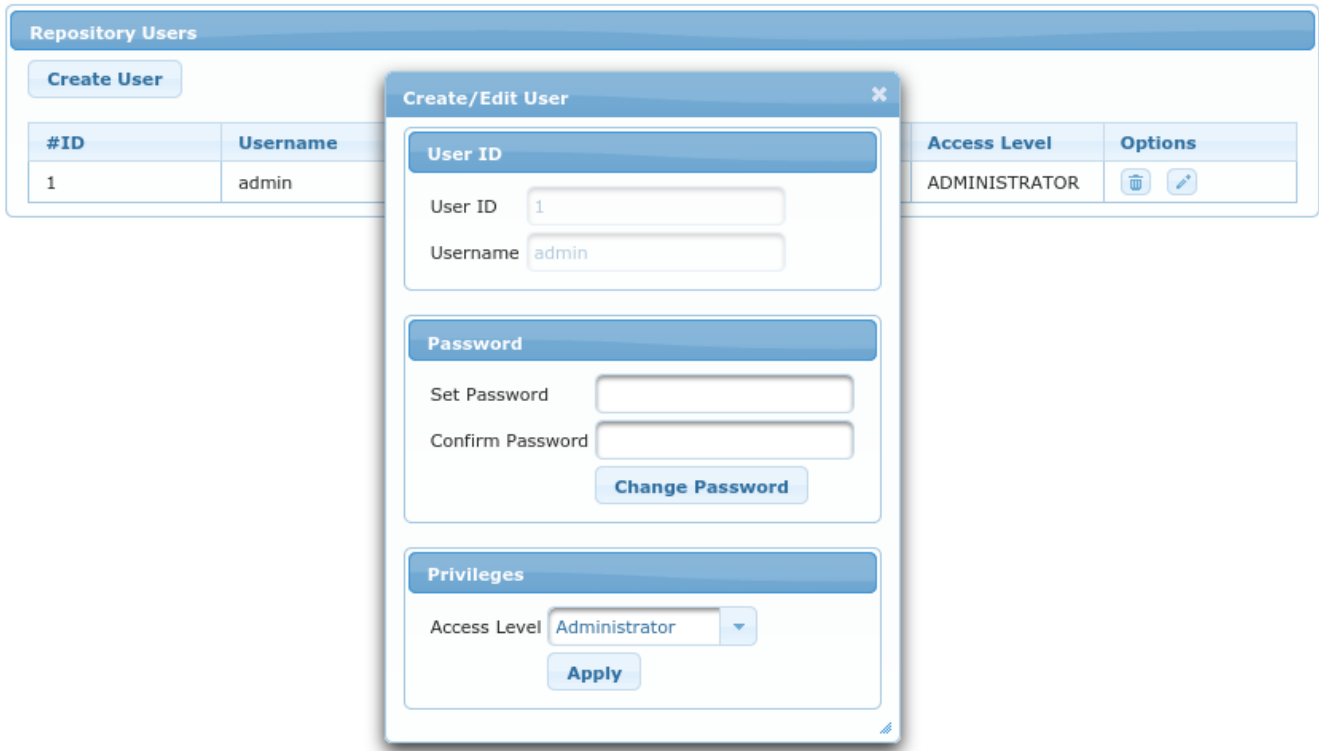 Repository Users
Create User
#ID Username Access Level Options
1 admin ADMINISTRATOR
Create/Edit User
User ID
User ID 1
Username admin
Password
Set Password
Confirm Password
Change Password
Privileges
Access Level Administrator
Apply